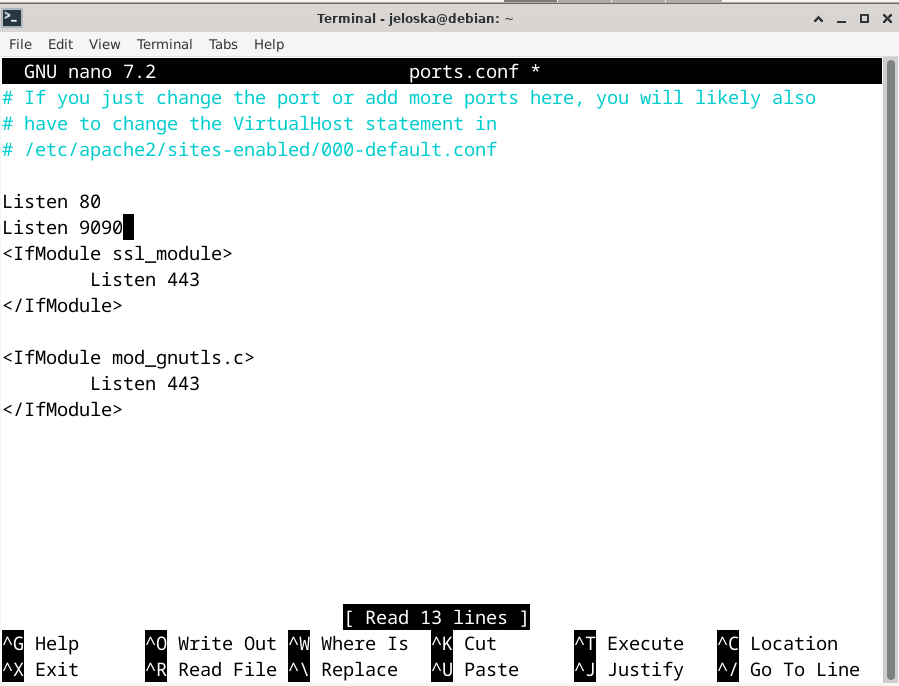 Terminal - jeloska@debian: ~
File Edit View Terminal Tabs Help
GNU nano 7.2 ports.conf *
# If you just change the port or add more ports here, you will likely also
# have to change the VirtualHost statement in
# /etc/apache2/sites-enabled/000-default.conf
Listen 80
Listen 9090
<IfModule ssl_module>
Listen 443
</IfModule>
<IfModule mod_gnutls.c>
Listen 443
</IfModule>
[ Read 13 lines ]
^G Help ^O Write Out ^W Where Is ^K Cut ^T Execute ^C Location
^X Exit ^R Read File ^\ Replace ^U Paste ^J Justify ^/ Go To Line